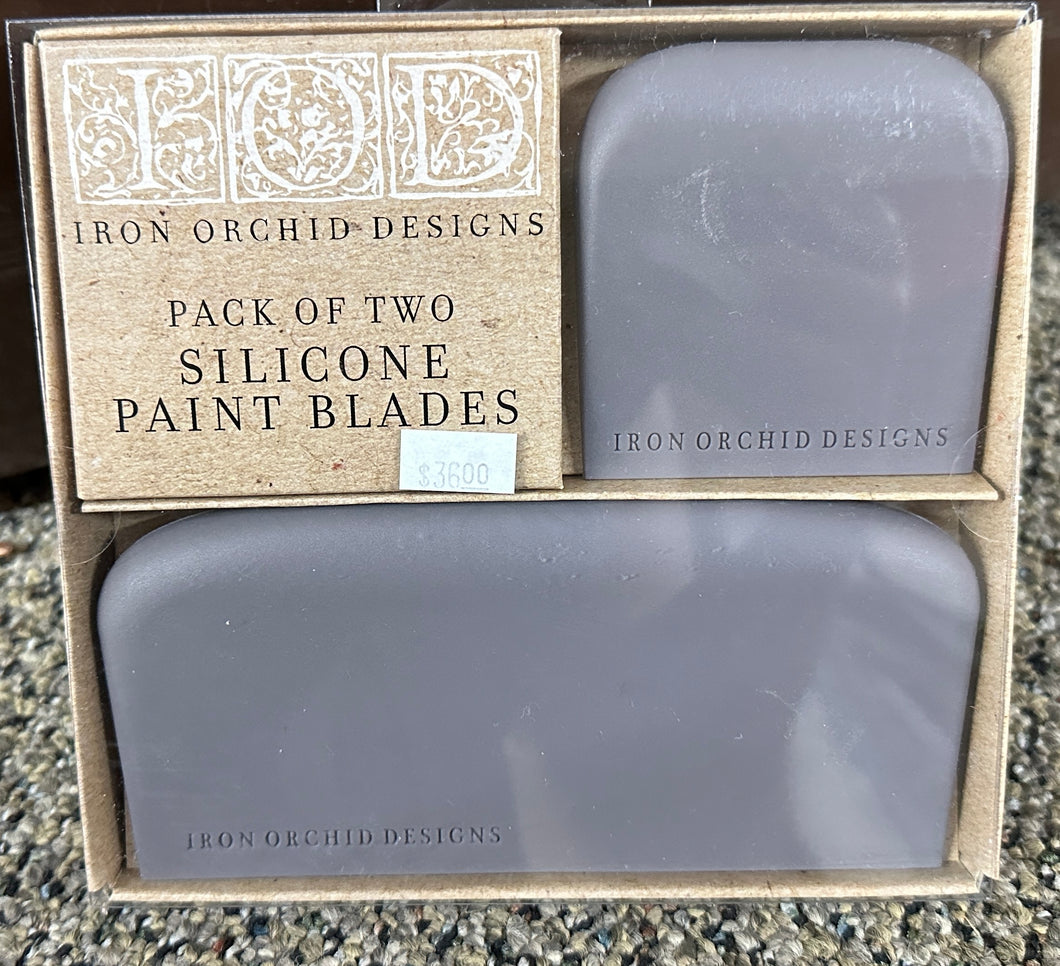 IOD
IRON ORCHID DESIGNS
PACK OF TWO
SILICONE
PAINT BLADES
$3600
IRON ORCHID DESIGNS
IRON ORCHID DESIGNS